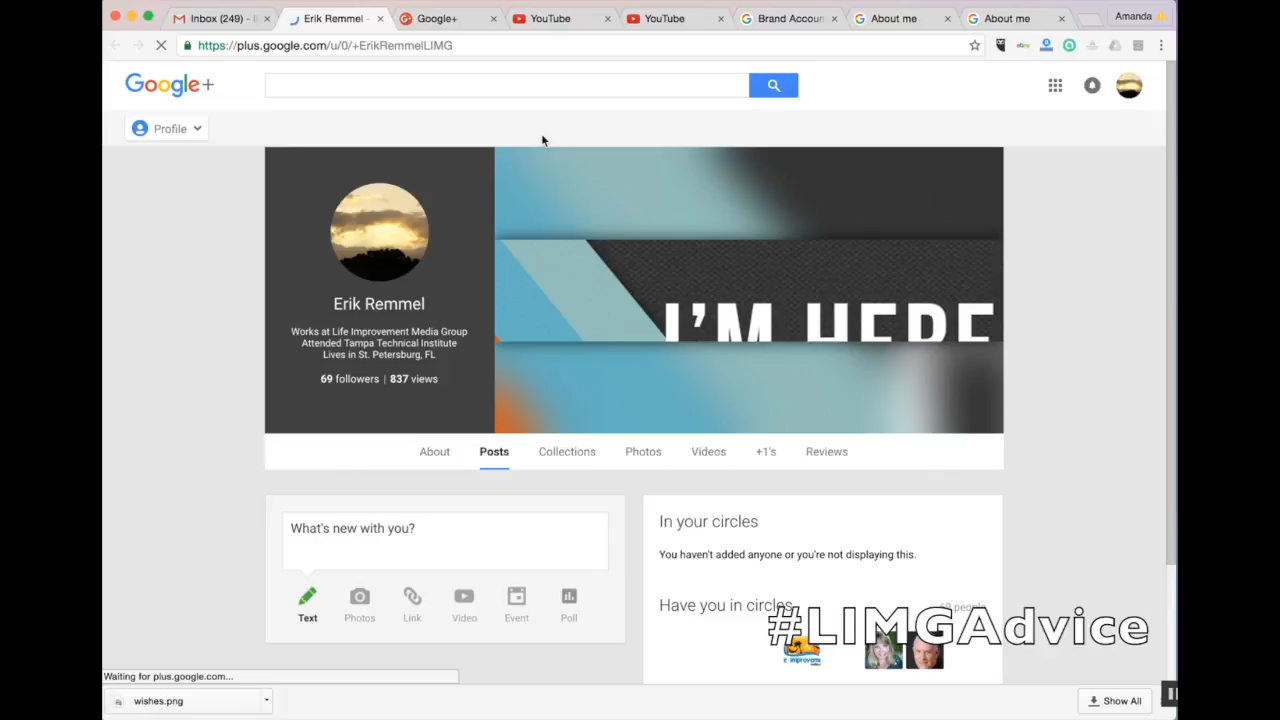 Inbox (249) -
Erik Remmel -
Google+
YouTube
YouTube
Brand Accoun
About me
About me
Amanda
https://plus.google.com/u/0/+ErikRemmelLIMG
Google+
Profile
Erik Remmel
Works at Life Improvement Media Group
Attended Tampa Technical Institute
Lives in St. Petersburg, FL
69 followers | 837 views
I'M HERE
About
Posts
Collections
Photos
Videos
+1's
Reviews
What's new with you?
Text
Photos
Link
Video
Event
Poll
In your circles
You haven't added anyone or you're not displaying this.
Have you in circles
69 people
#LIMGAdvice
Waiting for plus.google.com...
wishes.png
Show All